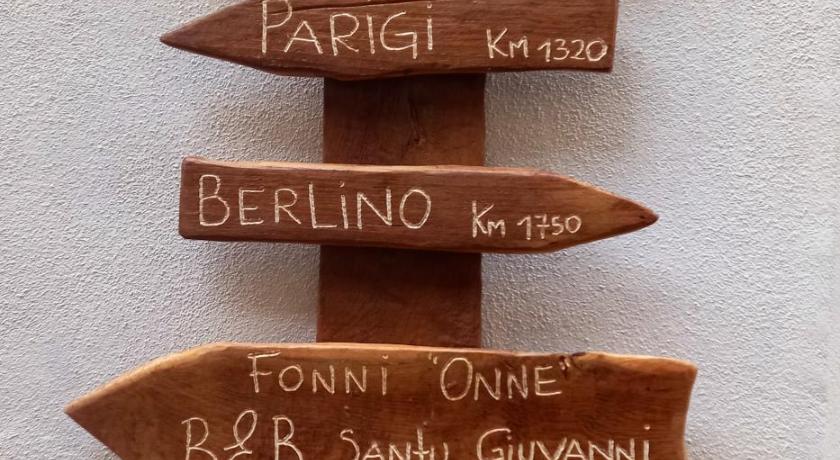 PARIGI Km 1320
BERLINO Km 1750
FONNI "ONNE"
B&B SANtu GIUVANNI